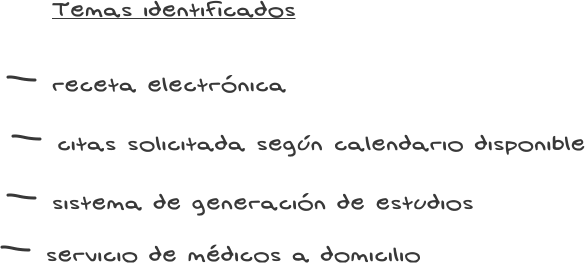 Temas identificados
– receta electrónica
– citas solicitada según calendario disponible
– sistema de generación de estudios
– servicio de médicos a domicilio